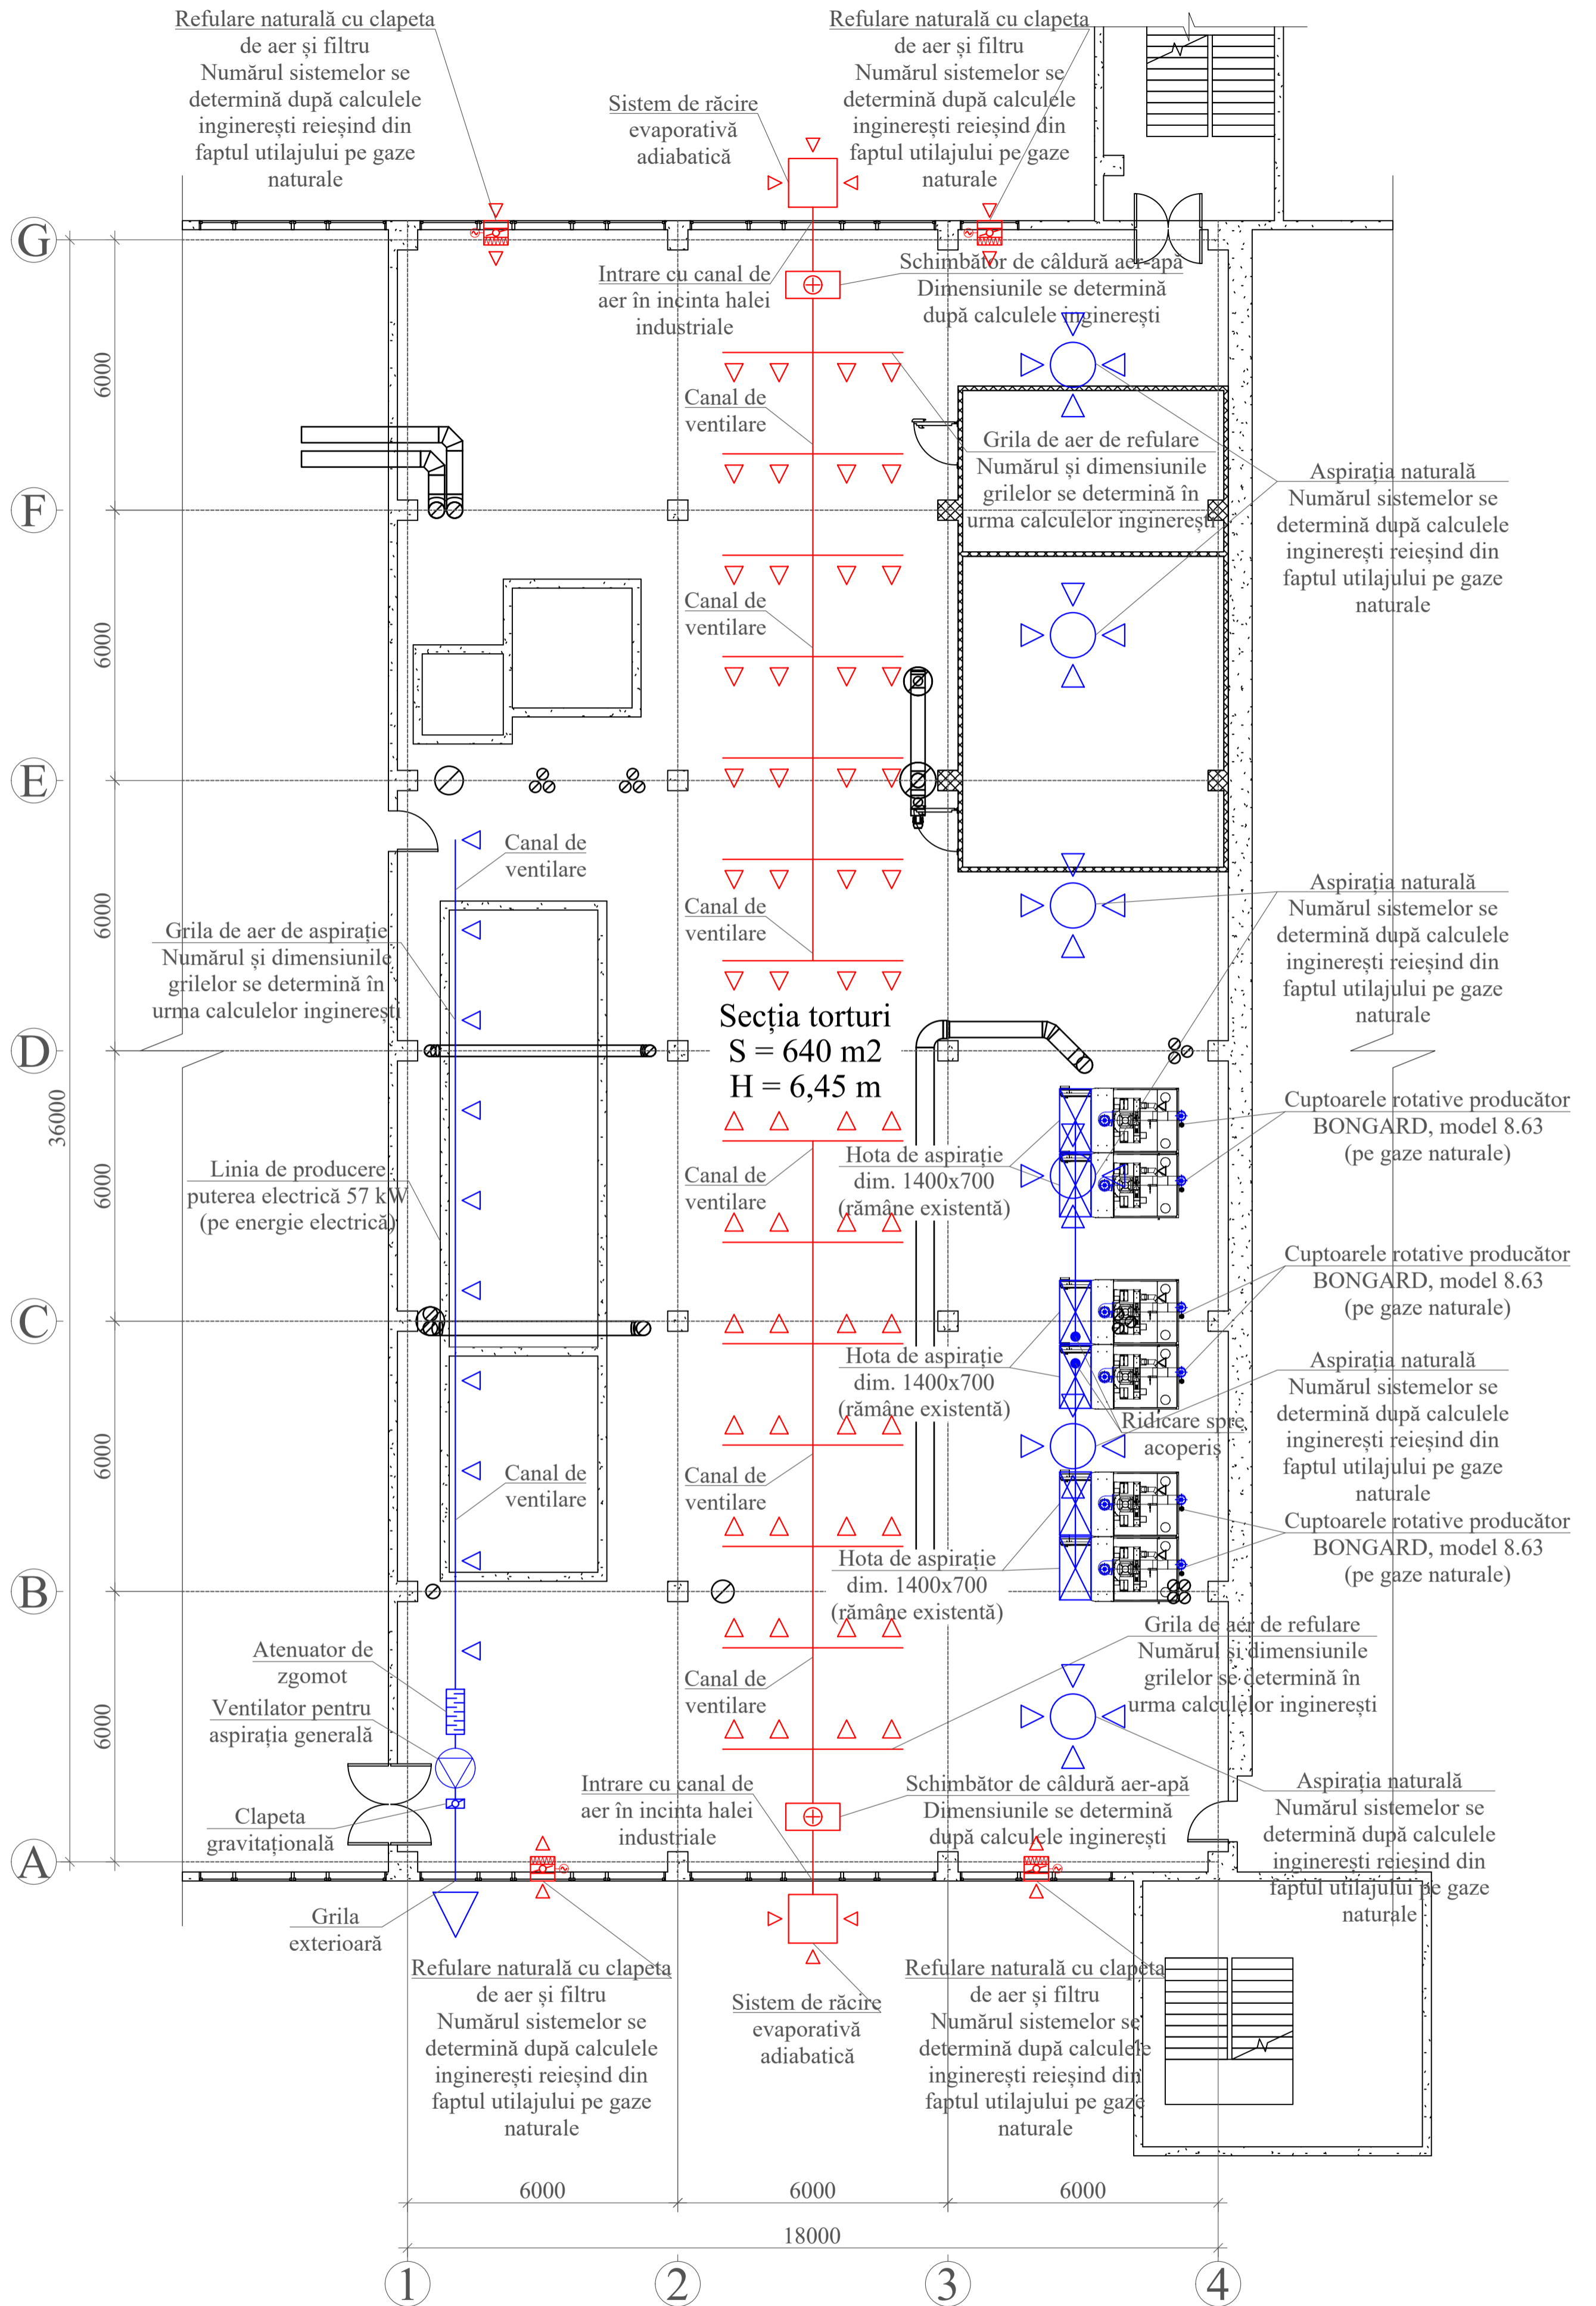 Refulare naturală cu clapeta
de aer și filtru
Numărul sistemelor se
determină după calculele
inginerești reieșind din
faptul utilajului pe gaze
naturale
Sistem de răcire
evaporativă
adiabatică
Refulare naturală cu clapeta
de aer și filtru
Numărul sistemelor se
determină după calculele
inginerești reieșind din
faptul utilajului pe gaze
naturale
G
Intrare cu canal de
aer în incinta halei
industriale
Schimbător de câldură aer-apă
Dimensiunile se determină
după calculele inginerești
6000
Canal de
ventilare
Grila de aer de refulare
Numărul și dimensiunile
grilelor se determină în
urma calculelor inginerești
Aspirația naturală
Numărul sistemelor se
determină după calculele
inginerești reieșind din
faptul utilajului pe gaze
naturale
F
Canal de
ventilare
6000
E
Canal de
ventilare
Canal de
ventilare
Aspirația naturală
Numărul sistemelor se
determină după calculele
inginerești reieșind din
faptul utilajului pe gaze
naturale
6000
Grila de aer de aspirație
Numărul și dimensiunile
grilelor se determină în
urma calculelor inginerești
Secția torturi
S = 640 m2
H = 6,45 m
D
36000
Cuptoarele rotative producător
BONGARD, model 8.63
(pe gaze naturale)
Linia de producere
puterea electrică 57 kW
(pe energie electrică)
Canal de
ventilare
Hota de aspirație
dim. 1400x700
(rămâne existentă)
6000
Cuptoarele rotative producător
BONGARD, model 8.63
(pe gaze naturale)
C
Hota de aspirație
dim. 1400x700
(rămâne existentă)
Aspirația naturală
Numărul sistemelor se
determină după calculele
inginerești reieșind din
faptul utilajului pe gaze
naturale
Ridicare spre
acoperiș
6000
Canal de
ventilare
Canal de
ventilare
Cuptoarele rotative producător
BONGARD, model 8.63
(pe gaze naturale)
Hota de aspirație
dim. 1400x700
(rămâne existentă)
B
Grila de aer de refulare
Numărul și dimensiunile
grilelor se determină în
urma calculelor inginerești
Atenuator de
zgomot
Ventilator pentru
aspirația generală
Canal de
ventilare
6000
Clapeta
gravitațională
Intrare cu canal de
aer în incinta halei
industriale
Schimbător de câldură aer-apă
Dimensiunile se determină
după calculele inginerești
Aspirația naturală
Numărul sistemelor se
determină după calculele
inginerești reieșind din
faptul utilajului pe gaze
naturale
A
Grila
exterioară
Refulare naturală cu clapeta
de aer și filtru
Numărul sistemelor se
determină după calculele
inginerești reieșind din
faptul utilajului pe gaze
naturale
Sistem de răcire
evaporativă
adiabatică
Refulare naturală cu clapeta
de aer și filtru
Numărul sistemelor se
determină după calculele
inginerești reieșind din
faptul utilajului pe gaze
naturale
6000
6000
6000
18000
1
2
3
4